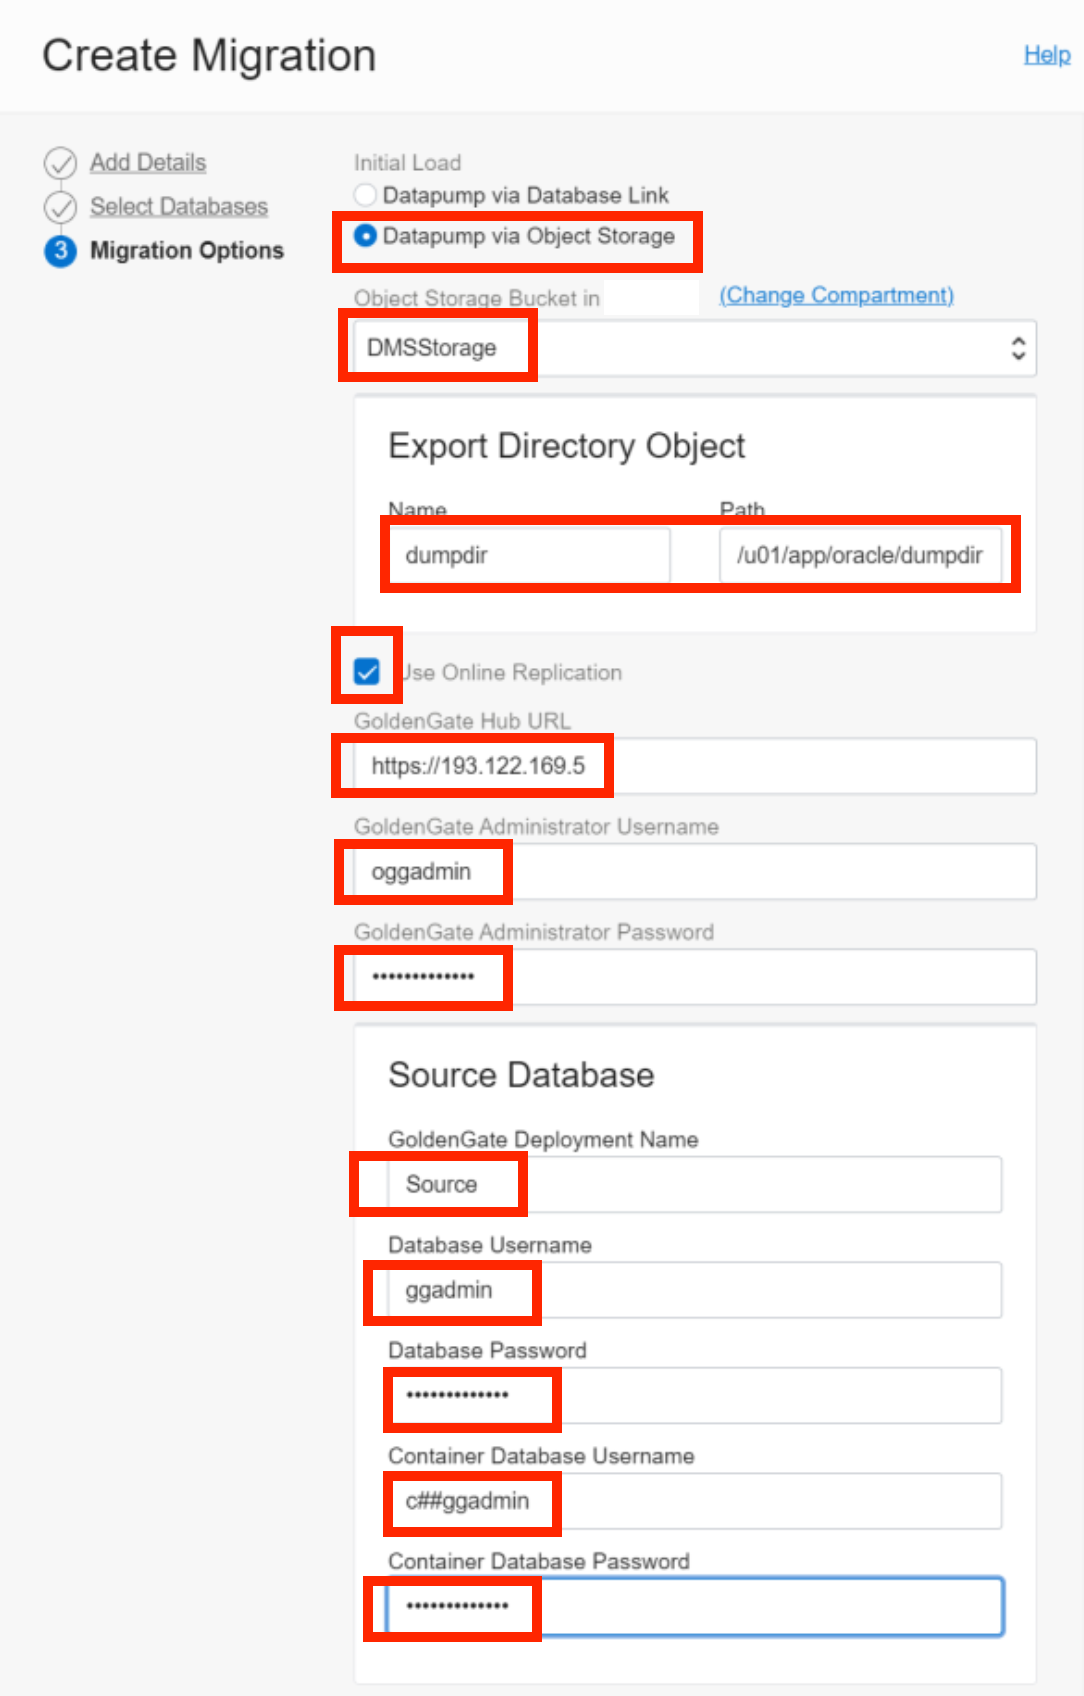 Create Migration
Help
Add Details
Select Databases
3 Migration Options
Initial Load
Datapump via Database Link
Datapump via Object Storage
Object Storage Bucket in (Change Compartment)
DMSStorage
Export Directory Object
Name Path
dumpdir /u01/app/oracle/dumpdir
Use Online Replication
GoldenGate Hub URL
https://193.122.169.5
GoldenGate Administrator Username
oggadmin
GoldenGate Administrator Password
•••••••••••••
Source Database
GoldenGate Deployment Name
Source
Database Username
ggadmin
Database Password
•••••••••••••
Container Database Username
c##ggadmin
Container Database Password
•••••••••••••